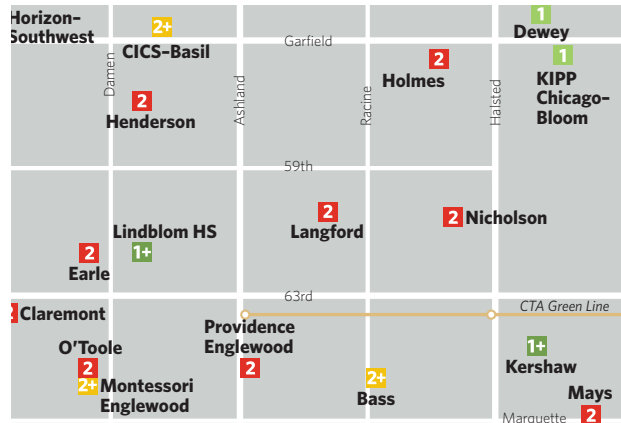 Horizon–
Southwest
2+
CICS–Basil
1
Dewey
Garfield
2
Holmes
1
KIPP
Chicago–
Bloom
Damen
Ashland
Racine
Halsted
2
Henderson
59th
2
Langford
2
Nicholson
Lindblom HS
1+
2
Earle
63rd
CTA Green Line
2
Claremont
Providence
Englewood
2
O'Toole
2
2+
Montessori
Englewood
2+
Bass
1+
Kershaw
Mays
2
Marquette